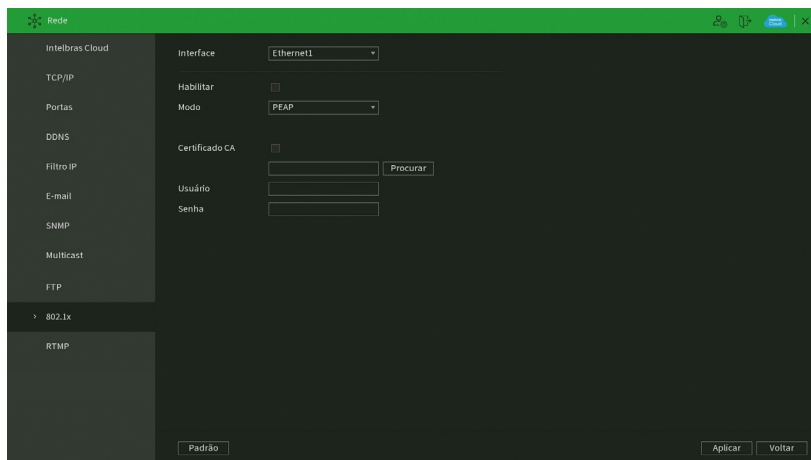 Rede
Intelbras Cloud
TCP/IP
Portas
DDNS
Filtro IP
E-mail
SNMP
Multicast
FTP
> 802.1x
RTMP
Interface Ethernet1
Habilitar
Modo PEAP
Certificado CA
Procurar
Usuário
Senha
Padrão Aplicar Voltar